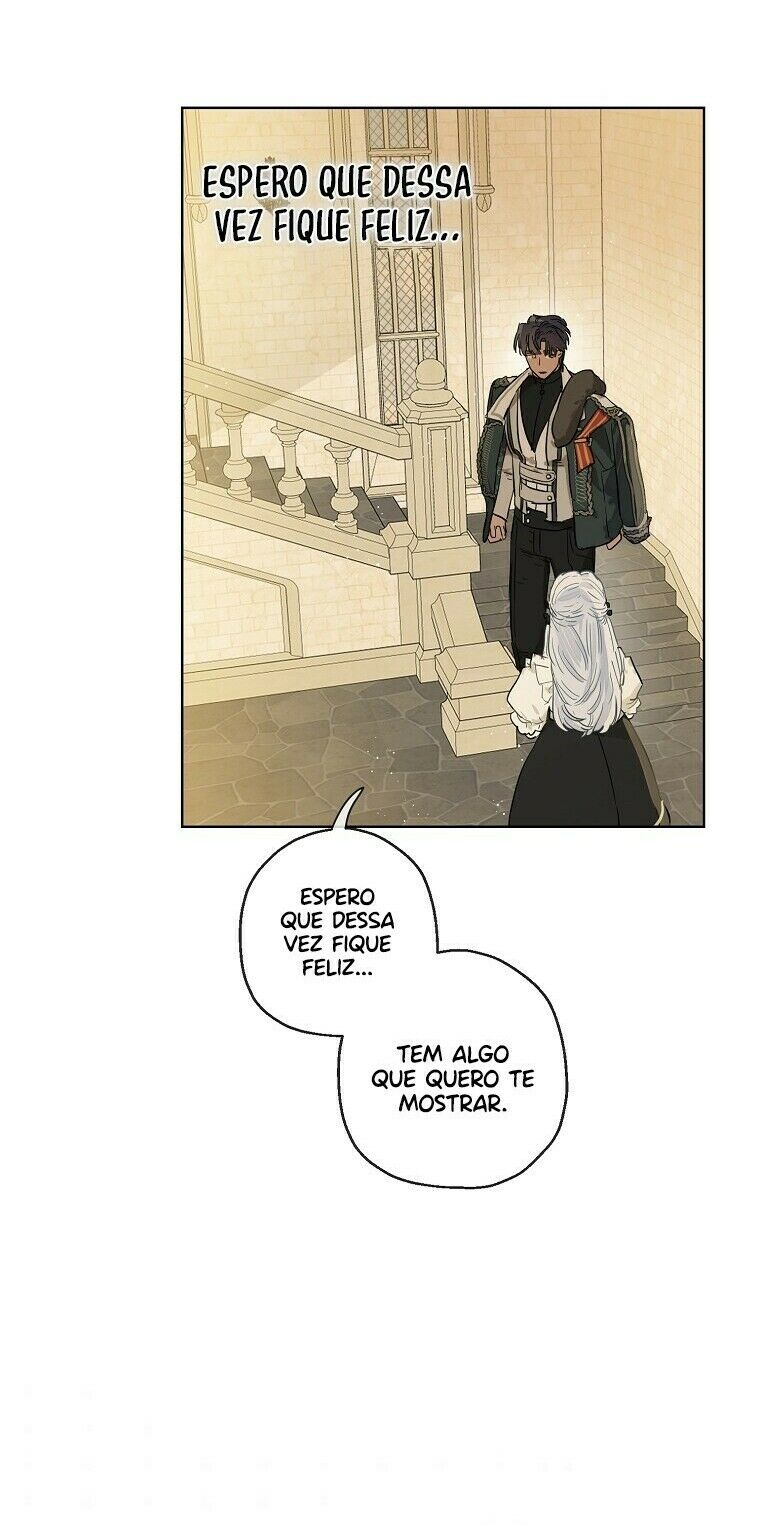 ESPERO QUE DESSA
VEZ FIQUE FELIZ...
ESPERO
QUE DESSA
VEZ FIQUE
FELIZ...
TEM ALGO
QUE QUERO TE
MOSTRAR.